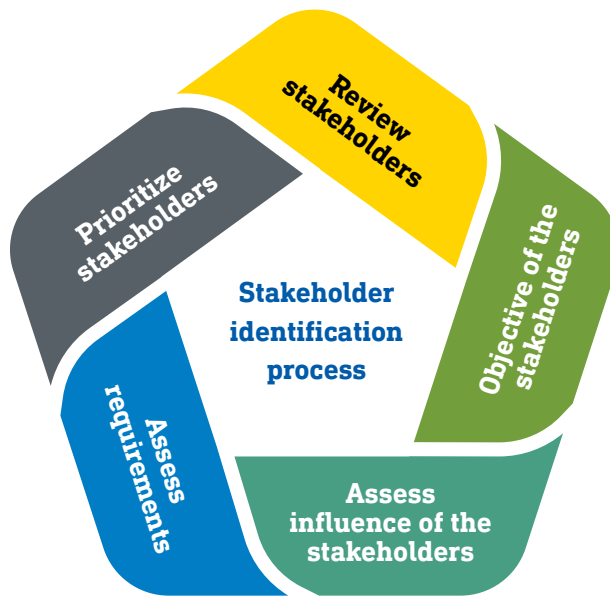 Review
stakeholders
Objective of the
stakeholders
Assess
influence of the
stakeholders
Assess
requirements
Prioritize
stakeholders
Stakeholder
identification
process